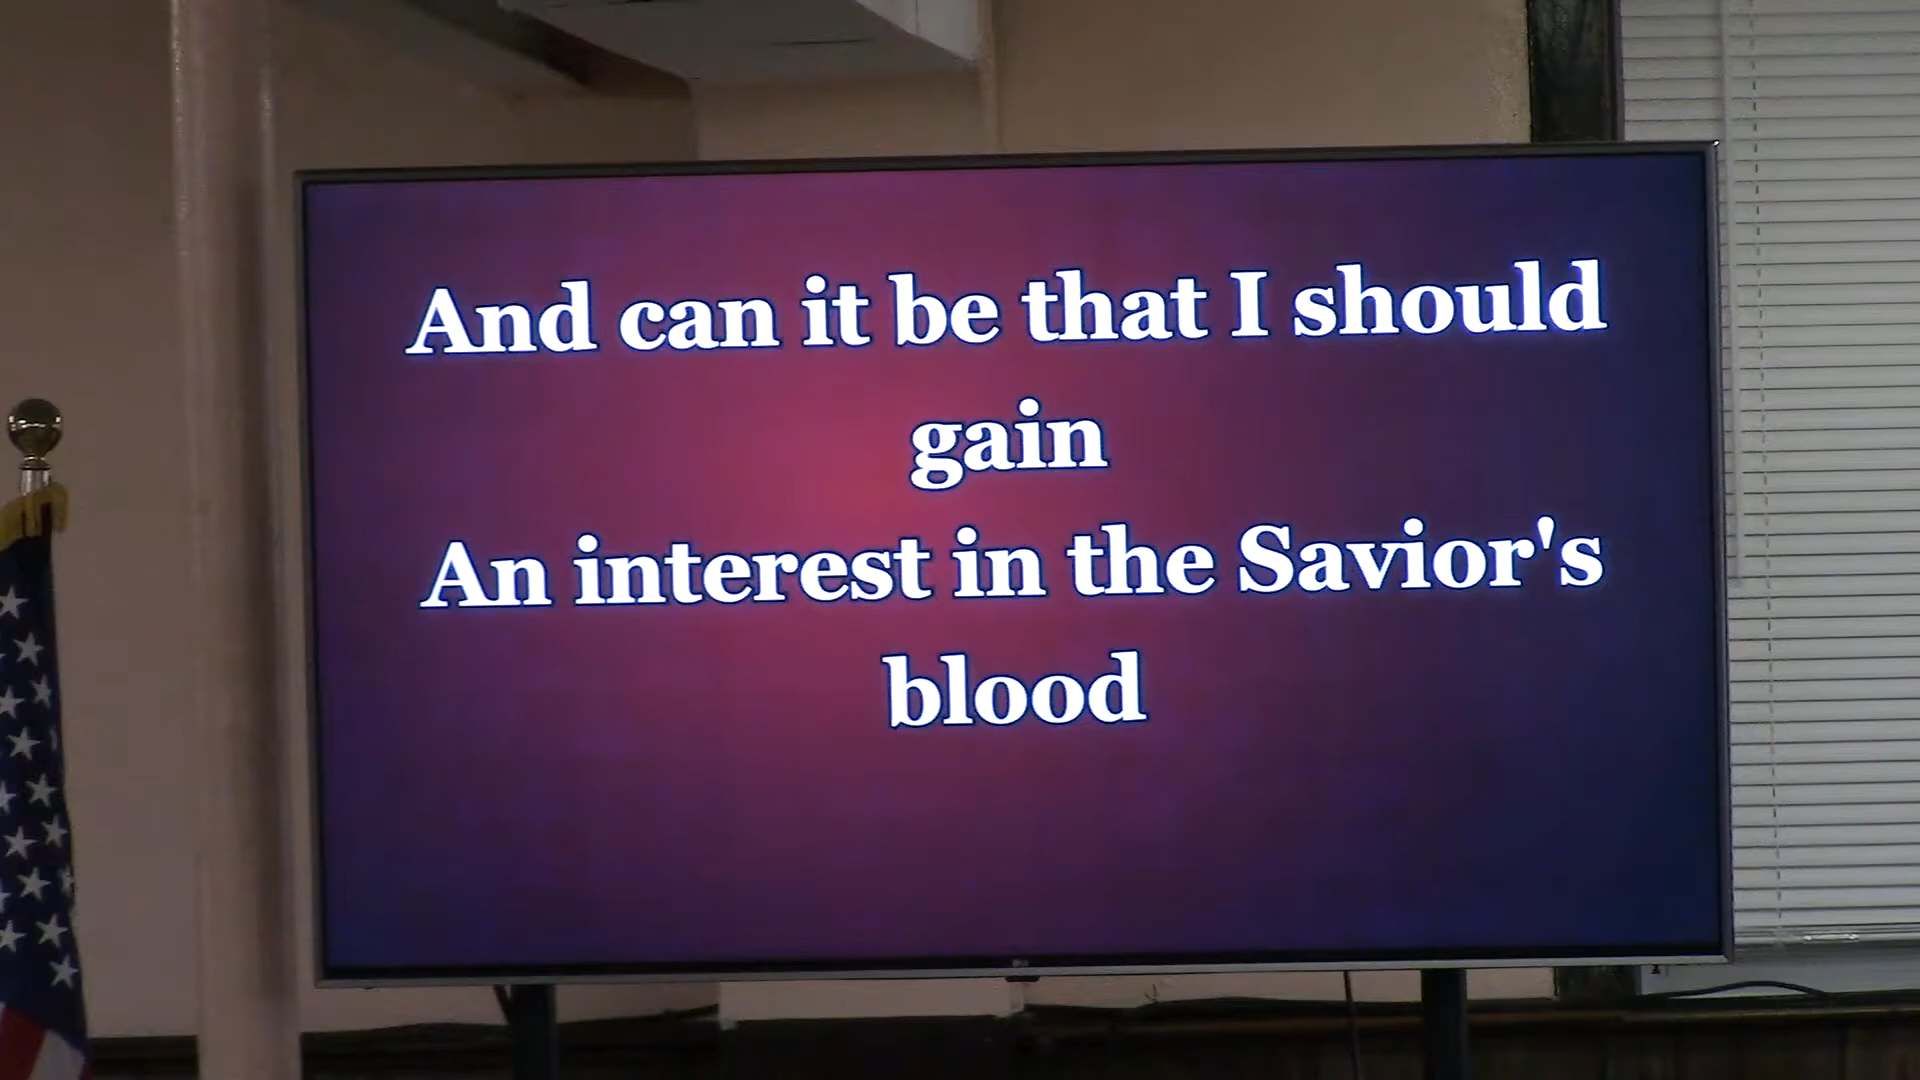 And can it be that I should
gain
An interest in the Savior's
blood